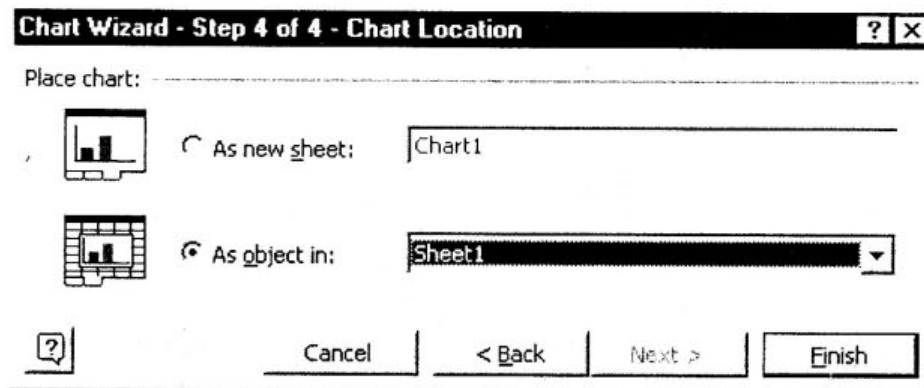 Chart Wizard - Step 4 of 4 - Chart Location ? X
Place chart:
As new sheet: Chart1
As object in: Sheet1
?
Cancel < Back Next > Finish